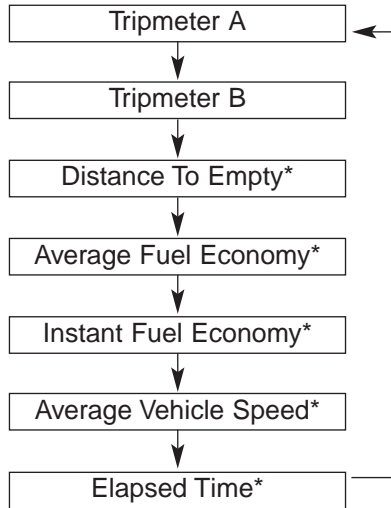 Tripmeter A
Tripmeter B
Distance To Empty*
Average Fuel Economy*
Instant Fuel Economy*
Average Vehicle Speed*
Elapsed Time*